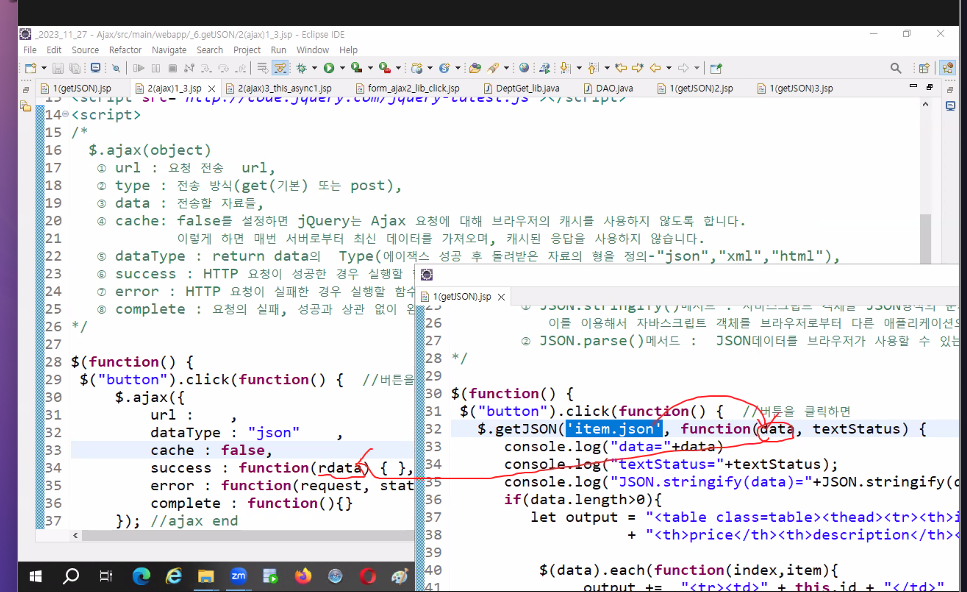 _2023_11_27 - Ajax/src/main/webapp/_6.getJSON/2(ajax)1_3.jsp - Eclipse IDE
File Edit Source Refactor Navigate Search Project Run Window Help
1(getJSON).jsp 2(ajax)1_3.jsp 2(ajax)3_this_async1.jsp form_ajax2_lib_click.jsp DeptGet_lib.java DAO.java 1(getJSON)2.jsp 1(getJSON)3.jsp
13 <script src="http://code.jquery.com/jquery-latest.js"></script>
14 <script>
15 /*
16 $.ajax(object)
17 ① url : 요청 전송 url,
18 ② type : 전송 방식(get(기본) 또는 post),
19 ③ data : 전송할 자료들,
20 ④ cache: false를 설정하면 jQuery는 Ajax 요청에 대해 브라우저의 캐시를 사용하지 않도록 합니다.
21 이렇게 하면 매번 서버로부터 최신 데이터를 가져오며, 캐시된 응답을 사용하지 않습니다.
22 ⑤ dataType : return data의 Type(에이잭스 성공 후 돌려받은 자료의 형을 정의-"json","xml","html"),
23 ⑥ success : HTTP 요청이 성공한 경우 실행할
24 ⑦ error : HTTP 요청이 실패한 경우 실행할 함수
25 ⑧ complete : 요청의 실패, 성공과 상관 없이 완
26 */
27
28 $(function() {
29 $("button").click(function() { //버튼을
30 $.ajax({
31 url : ,
32 dataType : "json" ,
33 cache : false,
34 success : function(rdata) { },
35 error : function(request, stat
36 complete : function(){}
37 }); //ajax end
1(getJSON).jsp
25 ① JSON.stringify()메서드 : 자바스크립트 객체를 JSON형식의 문
26 이를 이용해서 자바스크립트 객체를 브라우저로부터 다른 애플리케이션으
27 ② JSON.parse()메서드 : JSON데이터를 브라우저가 사용할 수 있는
28 */
29
30 $(function() {
31 $("button").click(function() { //버튼을 클릭하면
32 $.getJSON('item.json', function(data, textStatus) {
33 console.log("data="+data)
34 console.log("textStatus="+textStatus);
35 console.log("JSON.stringify(data)="+JSON.stringify(d
36 if(data.length>0){
37 let output = "<table class=table><thead><tr><th>i
38 + "<th>price</th><th>description</th><
39
40 $(data).each(function(index,item){
41 output += "<tr><td>" + this.id + "</td>"
zm